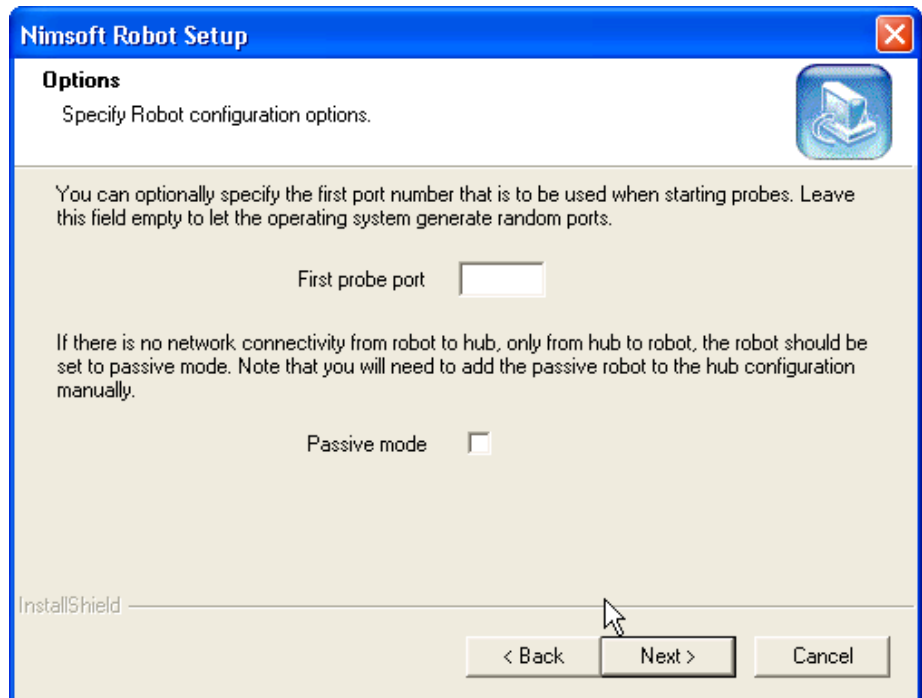 Nimsoft Robot Setup
Options
Specify Robot configuration options.
You can optionally specify the first port number that is to be used when starting probes. Leave
this field empty to let the operating system generate random ports.
First probe port
If there is no network connectivity from robot to hub, only from hub to robot, the robot should be
set to passive mode. Note that you will need to add the passive robot to the hub configuration
manually.
Passive mode
InstallShield
< Back Next > Cancel